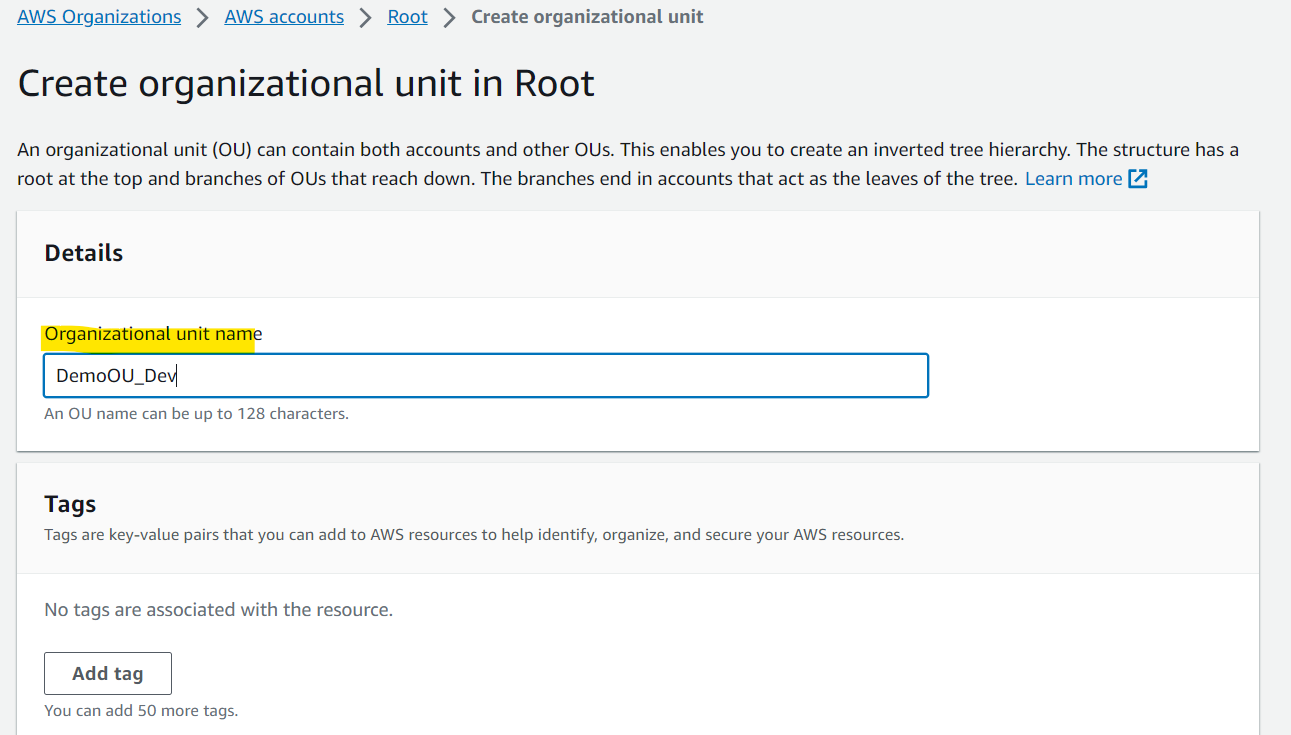 AWS Organizations > AWS accounts > Root > Create organizational unit
Create organizational unit in Root
An organizational unit (OU) can contain both accounts and other OUs. This enables you to create an inverted tree hierarchy. The structure has a
root at the top and branches of OUs that reach down. The branches end in accounts that act as the leaves of the tree. Learn more
Details
Organizational unit name
DemoOU_Dev
An OU name can be up to 128 characters.
Tags
Tags are key-value pairs that you can add to AWS resources to help identify, organize, and secure your AWS resources.
No tags are associated with the resource.
Add tag
You can add 50 more tags.